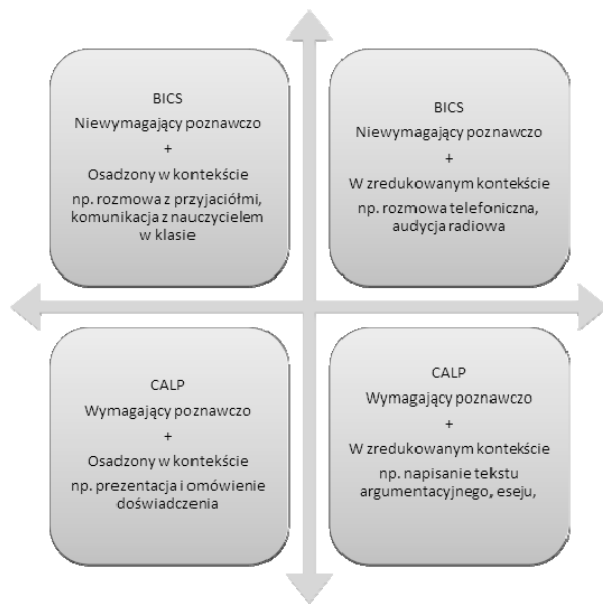 BICS
Niewymagający poznawczo
+
Osadzony w kontekście
np. rozmowa z przyjaciółmi,
komunikacja z nauczycielem
w klasie
BICS
Niewymagający poznawczo
+
W zredukowanym kontekście
np. rozmowa telefoniczna,
audycja radiowa
CALP
Wymagający poznawczo
+
Osadzony w kontekście
np. prezentacja i omówienie
doświadczenia
CALP
Wymagający poznawczo
+
W zredukowanym kontekście
np. napisanie tekstu
argumentacyjnego, eseju,